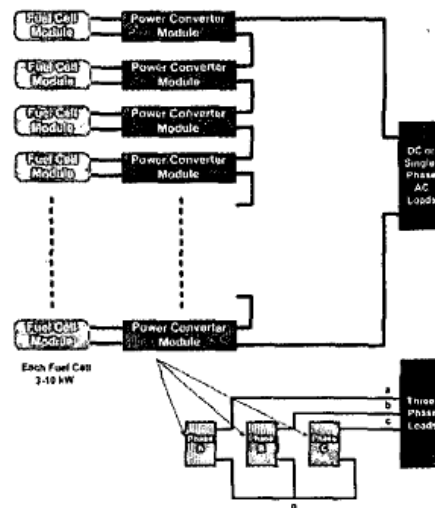 Fuel Cell
Module
Power Converter
Module
Fuel Cell
Module
Power Converter
Module
Fuel Cell
Module
Power Converter
Module
Fuel Cell
Module
Power Converter
Module
DC or
Single
Phase
AC
Loads
Fuel Cell
Module
Power Converter
Module
Each Fuel Cell
3-10 kW
a
b
c
Three
Phase
Loads
Phase
A
Phase
B
Phase
C
n